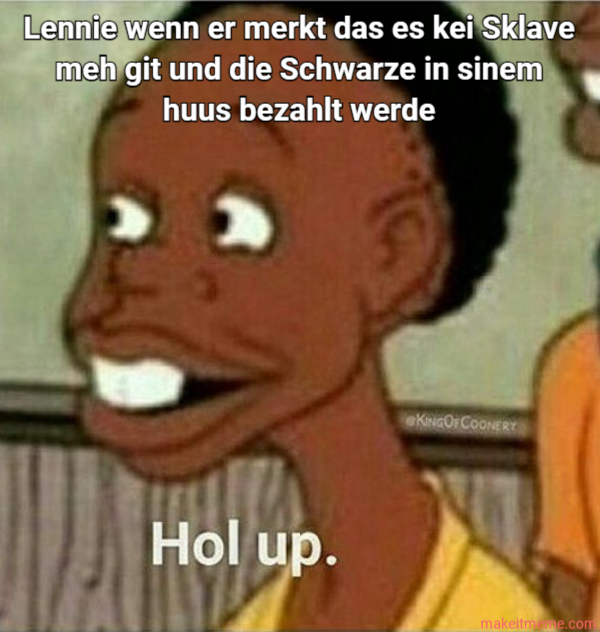 Lennie wenn er merkt das es kei Sklave
meh git und die Schwarze in sinem
huus bezahlt werde
@KingOfCoonery
Hol up.
makeitmeme.com